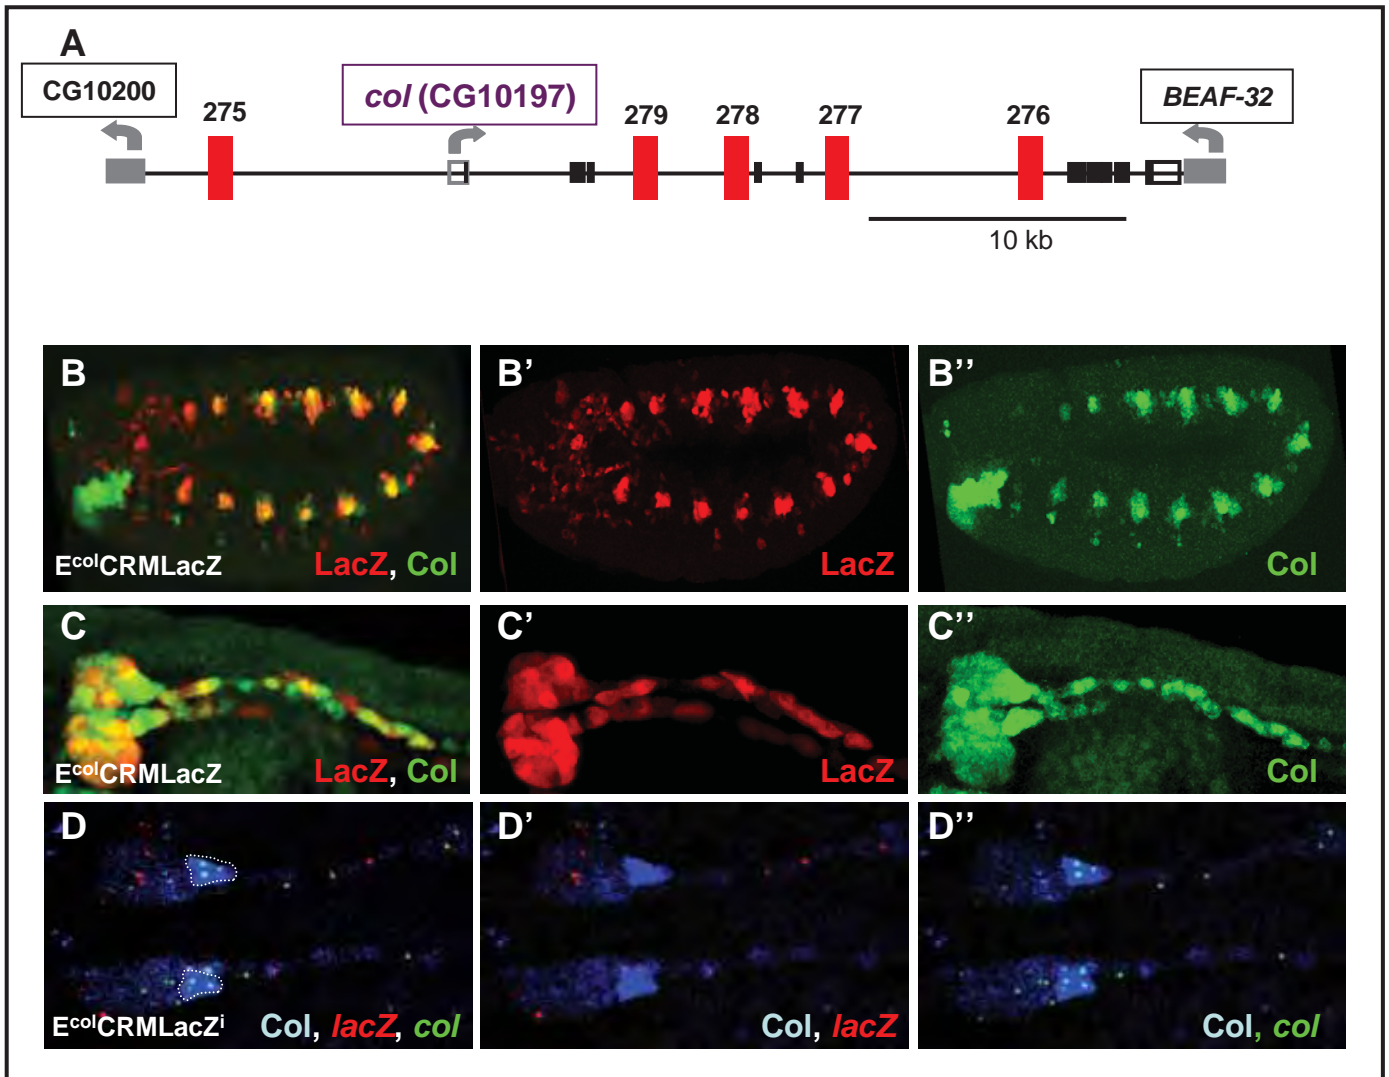 A
CG10200
275
col (CG10197)
279
278
277
276
BEAF-32
10 kb
B
EcolCRMLacZ
LacZ, Col
B'
LacZ
B''
Col
C
EcolCRMLacZ
LacZ, Col
C'
LacZ
C''
Col
D
EcolCRMLacZi
Col, lacZ, col
D'
Col, lacZ
D''
Col, col